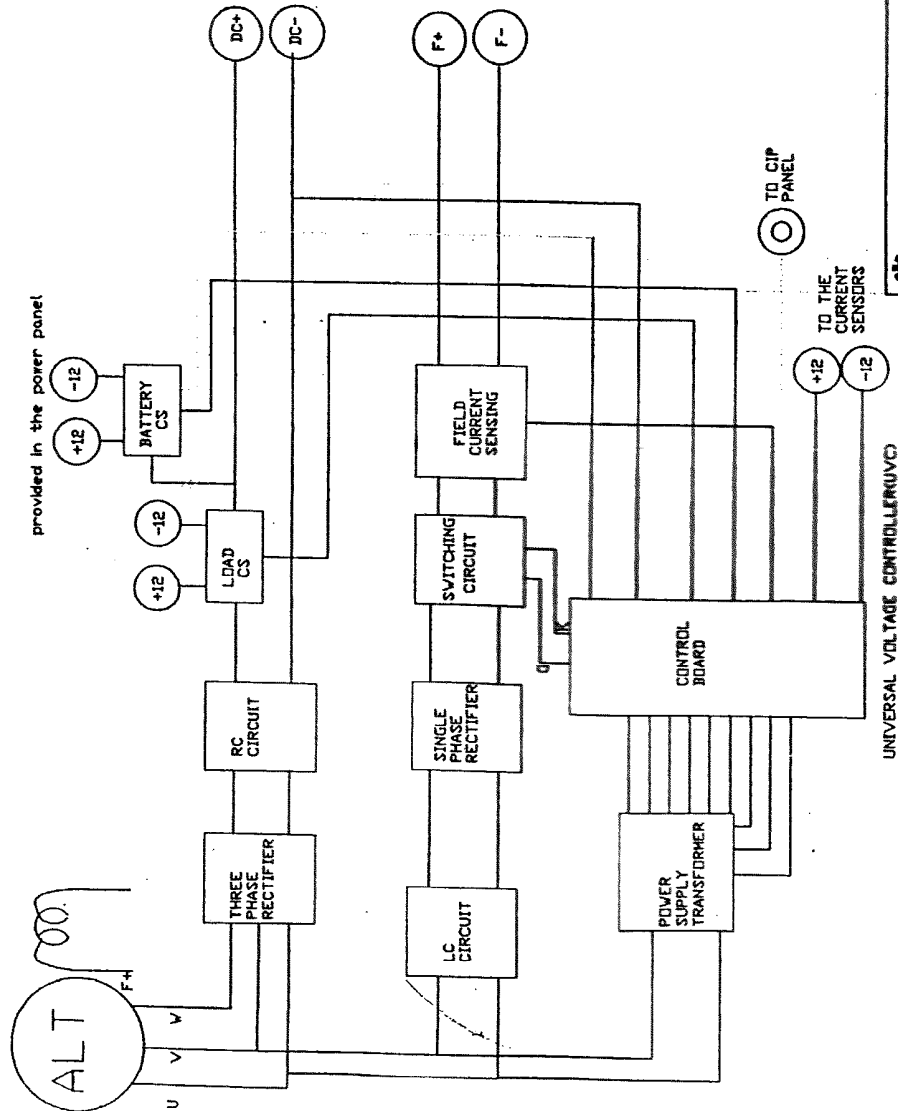 provided in the power panel
ALT
F+
U
V
W
THREE
PHASE
RECTIFIER
RC
CIRCUIT
+12
-12
LOAD
CS
+12
-12
BATTERY
CS
DC+
DC-
LC
CIRCUIT
SINGLE
PHASE
RECTIFIER
SWITCHING
CIRCUIT
FIELD
CURRENT
SENSING
F+
F-
G
K
POWER
SUPPLY
TRANSFORMER
CONTROL
BOARD
TO CIP
PANEL
+12
-12
TO THE
CURRENT
SENSORS
UNIVERSAL VOLTAGE CONTROLLER(UVC)